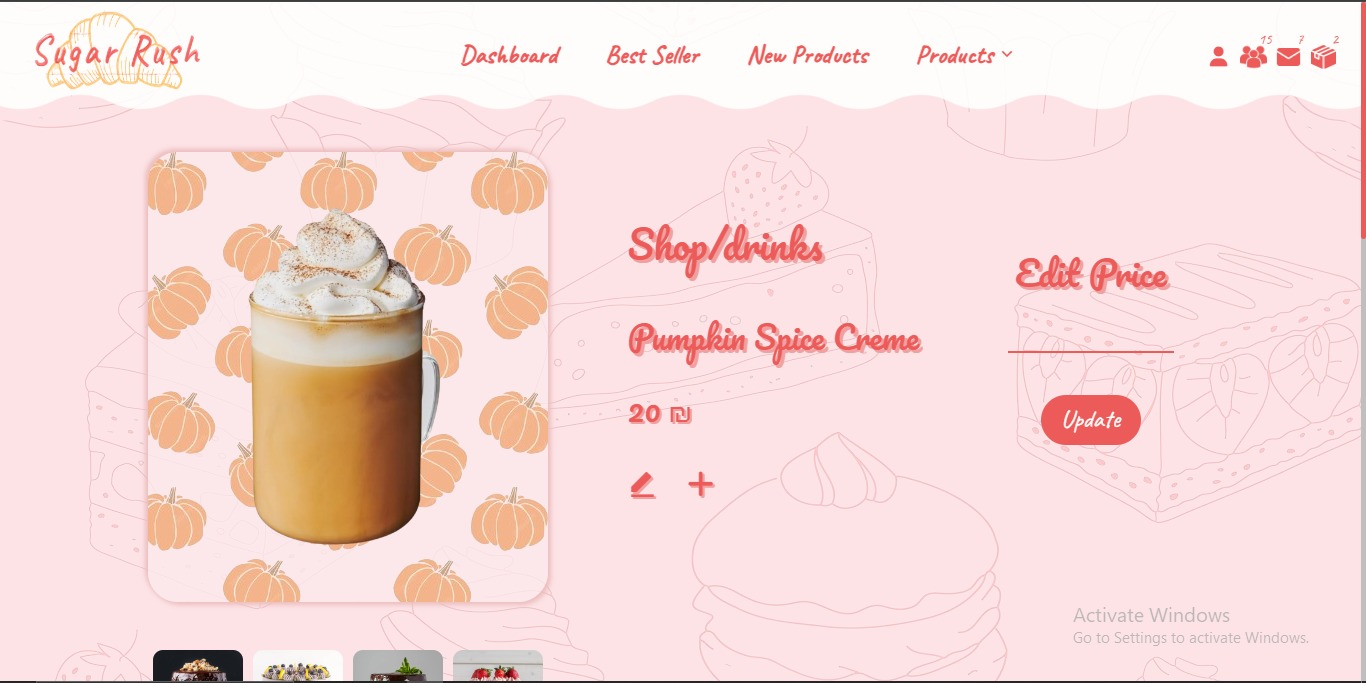 Sugar Rush
Dashboard
Best Seller
New Products
Products
15
7
2
Shop/drinks
Pumpkin Spice Creme
20 ₪
Edit Price
Update
Activate Windows
Go to Settings to activate Windows.